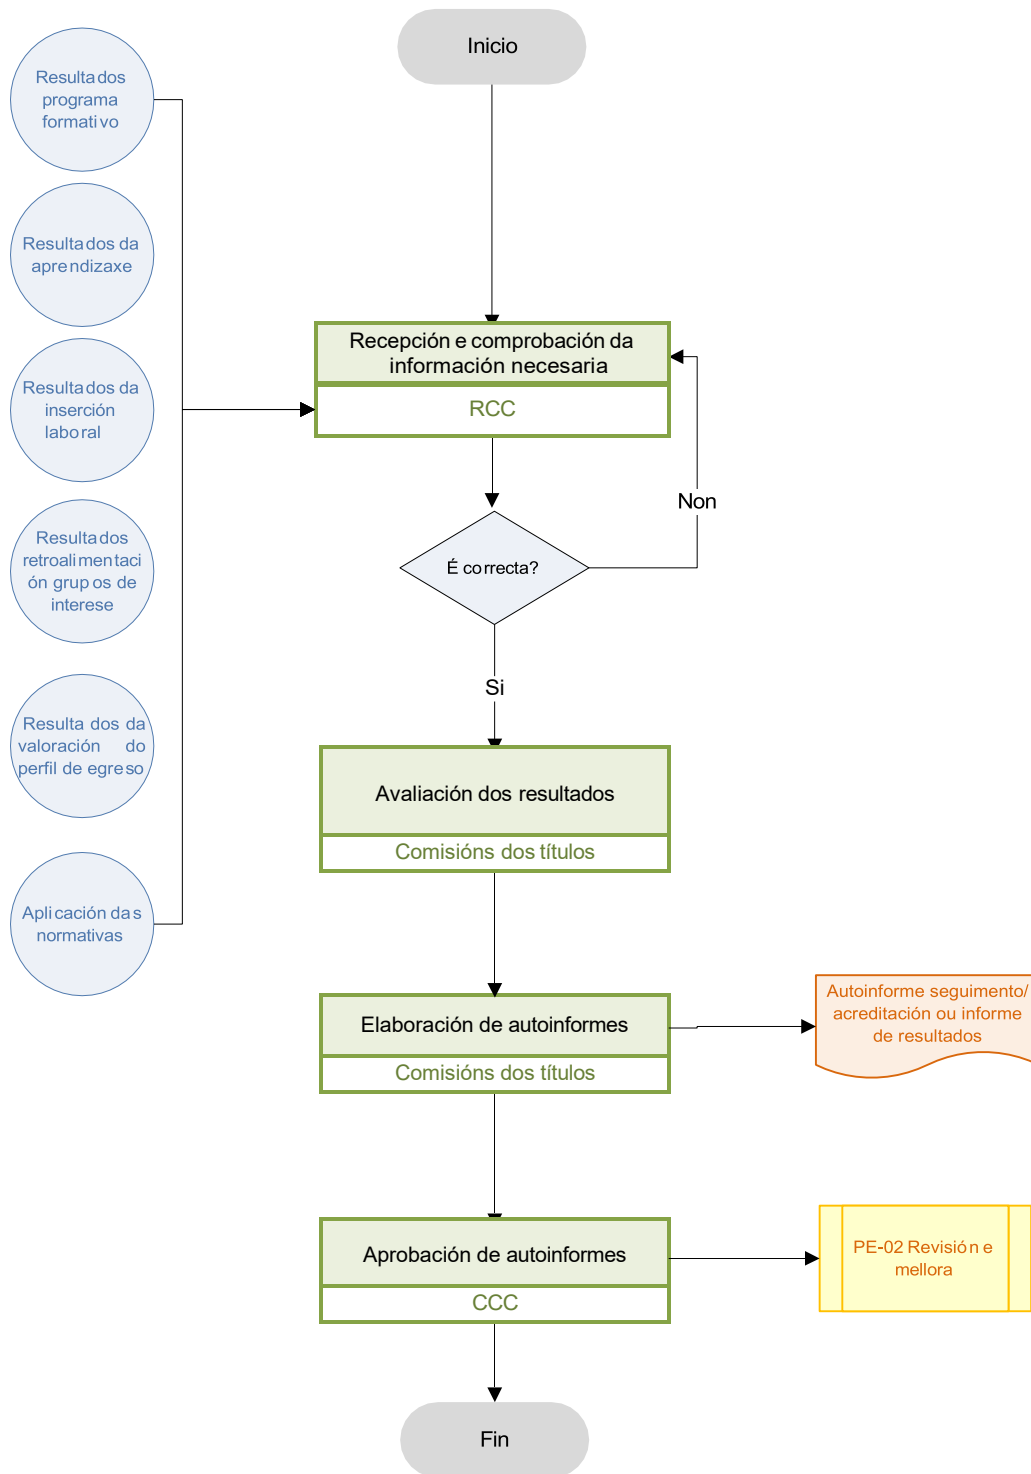 Inicio
Resultados
programa
formativo
Resultados da
aprendizaxe
Resultados da
inserción
laboral
Resultados
retroalimentaci
ón grupos de
interese
Resultados da
valoración do
perfil de egreso
Aplicación das
normativas
Recepción e comprobación da
información necesaria
RCC
Non
É correcta?
Si
Avaliación dos resultados
Comisións dos títulos
Elaboración de autoinformes
Comisións dos títulos
Autoinforme seguimento/
acreditación ou informe
de resultados
Aprobación de autoinformes
CCC
PE-02 Revisión e
mellora
Fin